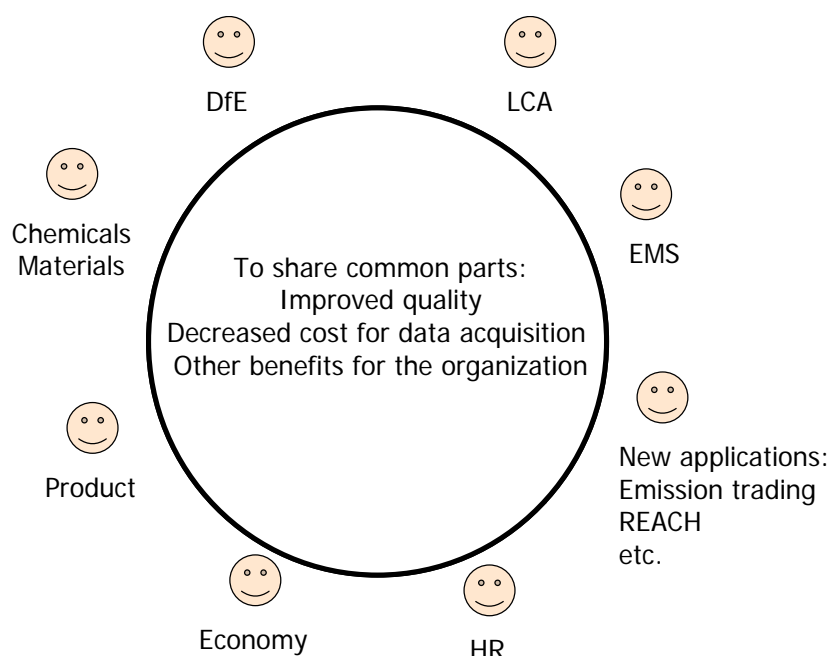 DfE
LCA
Chemicals
Materials
EMS
To share common parts:
Improved quality
Decreased cost for data acquisition
Other benefits for the organization
Product
New applications:
Emission trading
REACH
etc.
Economy
HR